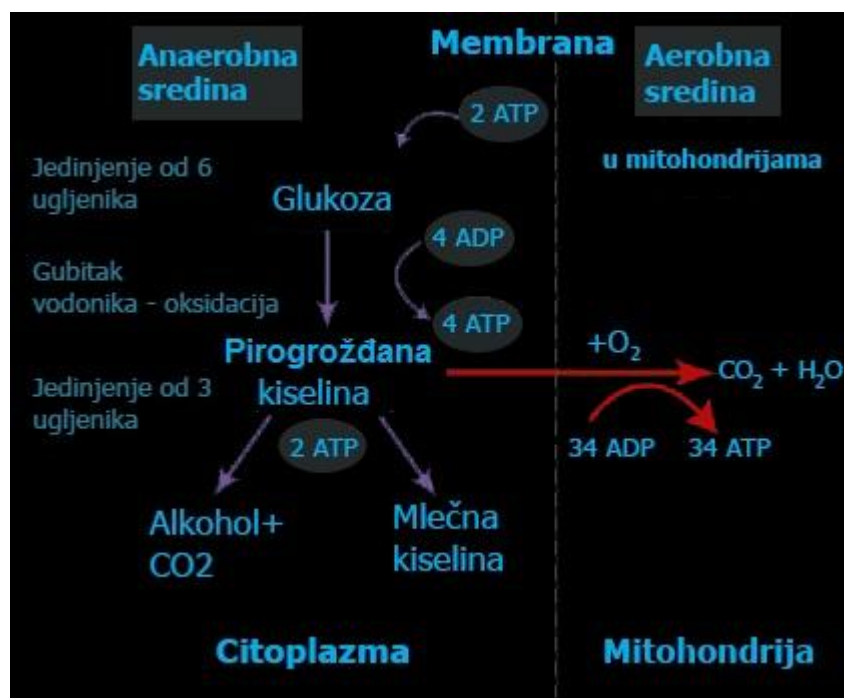 Anaerobna
sredina
Membrana
Aerobna
sredina
2 ATP
u mitohondrijama
Jedinjenje od 6
ugljenika
Glukoza
4 ADP
Gubitak
vodonika - oksidacija
4 ATP
Pirogrožđana
kiselina
+O₂
CO₂ + H₂O
Jedinjenje od 3
ugljenika
2 ATP
34 ADP
34 ATP
Alkohol+
CO2
Mlečna
kiselina
Citoplazma
Mitohondrija